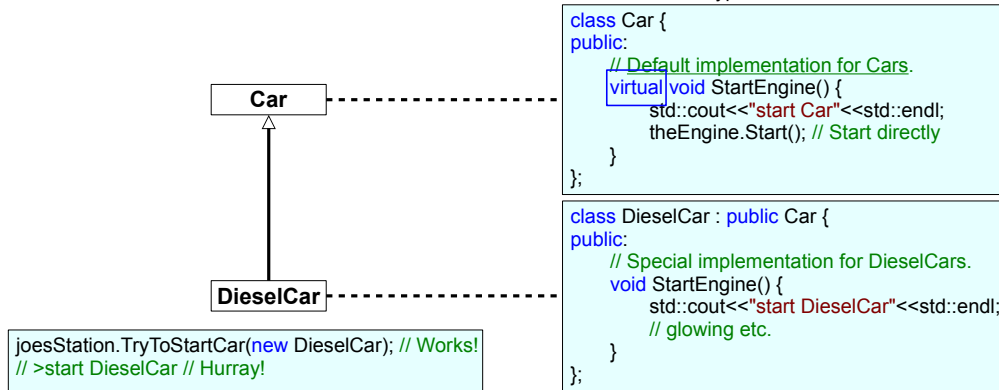 class Car {
public:
// Default implementation for Cars.
virtual void StartEngine() {
std::cout<<"start Car"<<std::endl;
theEngine.Start(); // Start directly
}
};
Car
class DieselCar : public Car {
public:
// Special implementation for DieselCars.
void StartEngine() {
std::cout<<"start DieselCar"<<std::endl;
// glowing etc.
}
};
DieselCar
joesStation.TryToStartCar(new DieselCar); // Works!
// >start DieselCar // Hurray!